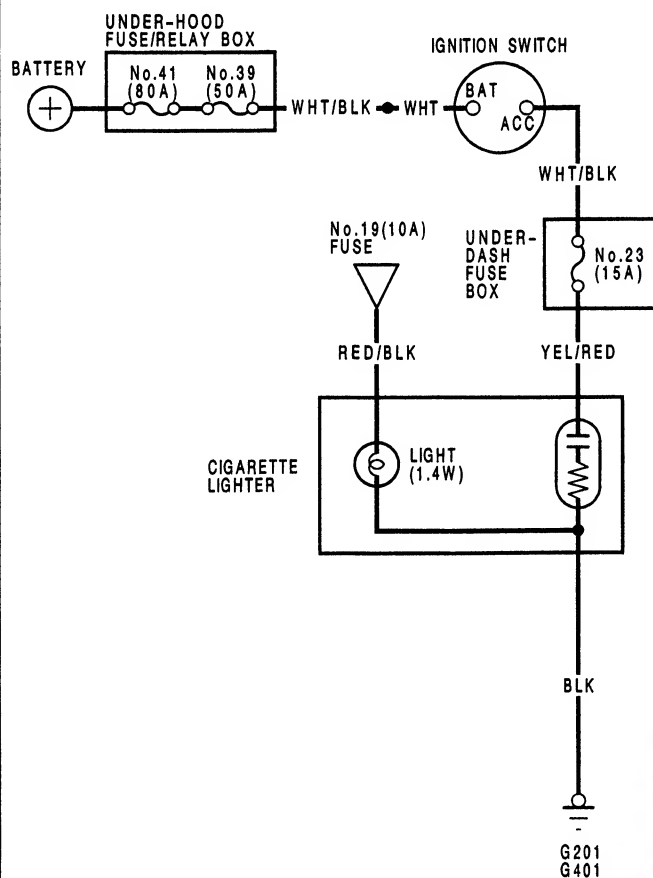 UNDER-HOOD
FUSE/RELAY BOX
IGNITION SWITCH
BATTERY
No.41
(80A)
No.39
(50A)
WHT/BLK
WHT
BAT
ACC
WHT/BLK
No.19(10A)
FUSE
UNDER-
DASH
FUSE
BOX
No.23
(15A)
RED/BLK
YEL/RED
CIGARETTE
LIGHTER
LIGHT
(1.4W)
BLK
G201
G401